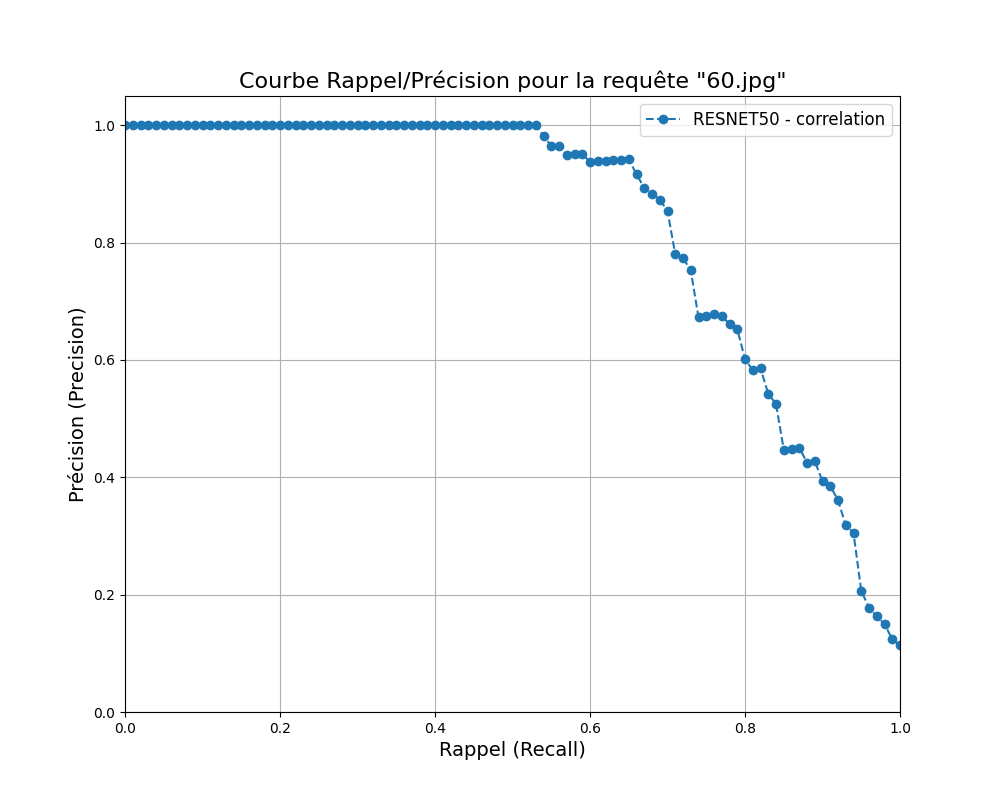 Courbe Rappel/Précision pour la requête "60.jpg"
RESNET50 - correlation
1.0
0.8
0.6
0.4
0.2
0.0
Précision (Precision)
0.0 0.2 0.4 0.6 0.8 1.0
Rappel (Recall)